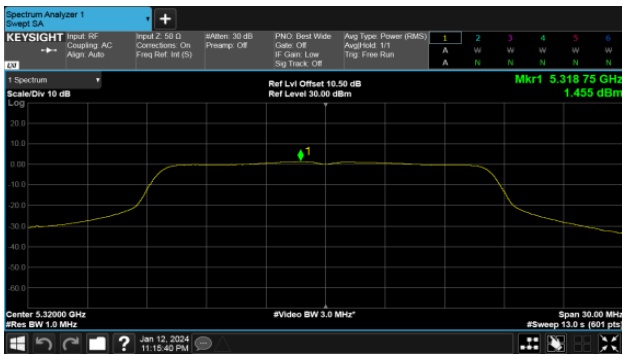 Spectrum Analyzer 1
Swept SA
KEYSIGHT Input: RF Input Z: 50 Ω #Atten: 30 dB PNO: Best Wide Avg Type: Power (RMS) 1 2 3 4 5 6
Coupling: AC Corrections: On Preamp: Off Gate: Off Avg|Hold: 1/1 A W W W W W
Align: Auto Freq Ref: Int (S) IF Gain: Low Trig: Free Run
LXI Sig Track: Off A N N N N N
1 Spectrum Ref Lvl Offset 10.50 dB Mkr1 5.318 75 GHz
Scale/Div 10 dB Ref Level 30.00 dBm 1.455 dBm
Log
20.0
10.0
1
0.00
-10.0
-20.0
-30.0
-40.0
-50.0
-60.0
Center 5.32000 GHz #Video BW 3.0 MHz* Span 30.00 MHz
#Res BW 1.0 MHz #Sweep 13.0 s (601 pts)
? Jan 12, 2024
11:15:40 PM